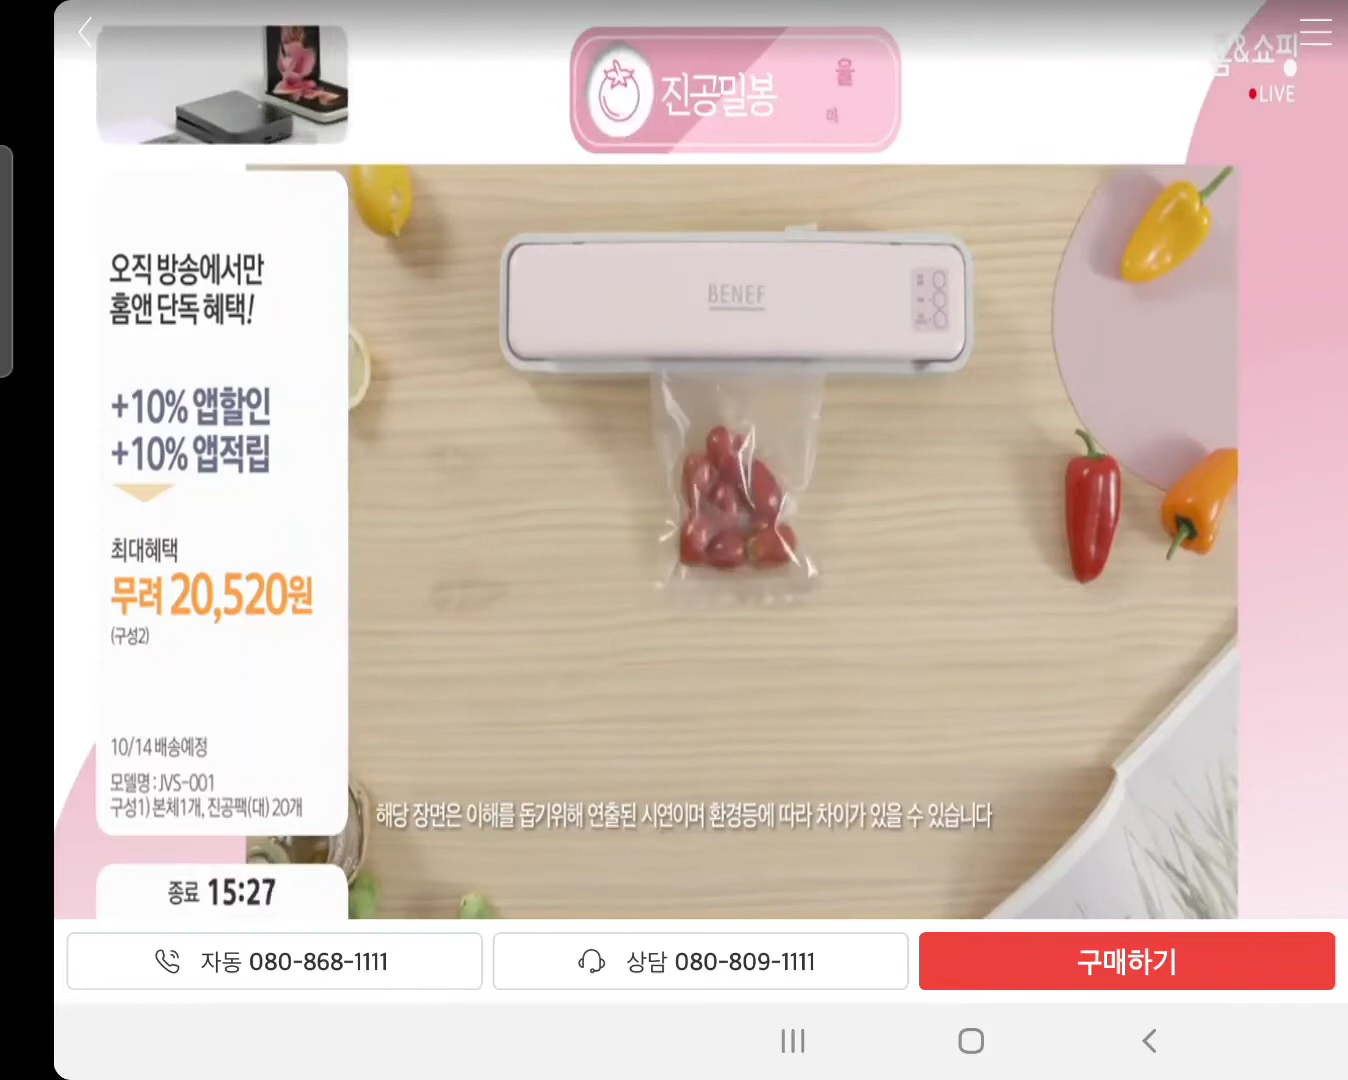 진공밀봉
을
마
홈&쇼핑
LIVE
오직 방송에서만
홈앤 단독 혜택!
+10% 앱할인
+10% 앱적립
최대혜택
무려 20,520원
(구성2)
10/14 배송예정
모델명 : JVS-001
구성1) 본체1개, 진공팩(대) 20개
BENEF
해당 장면은 이해를 돕기위해 연출된 시연이며 환경등에 따라 차이가 있을 수 있습니다
종료 15:27
자동 080-868-1111
상담 080-809-1111
구매하기